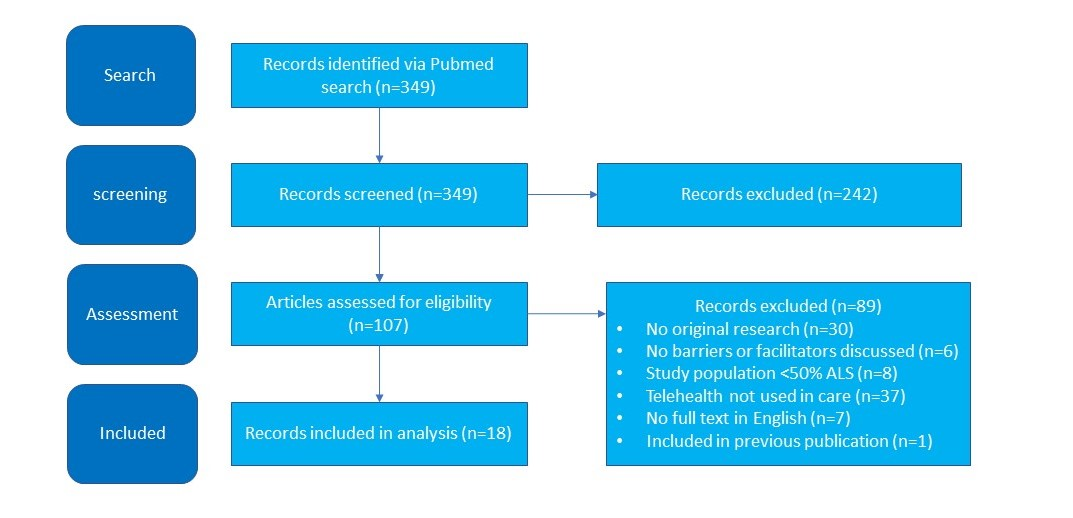 Search
Records identified via Pubmed
search (n=349)
screening
Records screened (n=349)
Records excluded (n=242)
Assessment
Articles assessed for eligibility
(n=107)
Records excluded (n=89)
• No original research (n=30)
• No barriers or facilitators discussed (n=6)
• Study population <50% ALS (n=8)
• Telehealth not used in care (n=37)
• No full text in English (n=7)
• Included in previous publication (n=1)
Included
Records included in analysis (n=18)